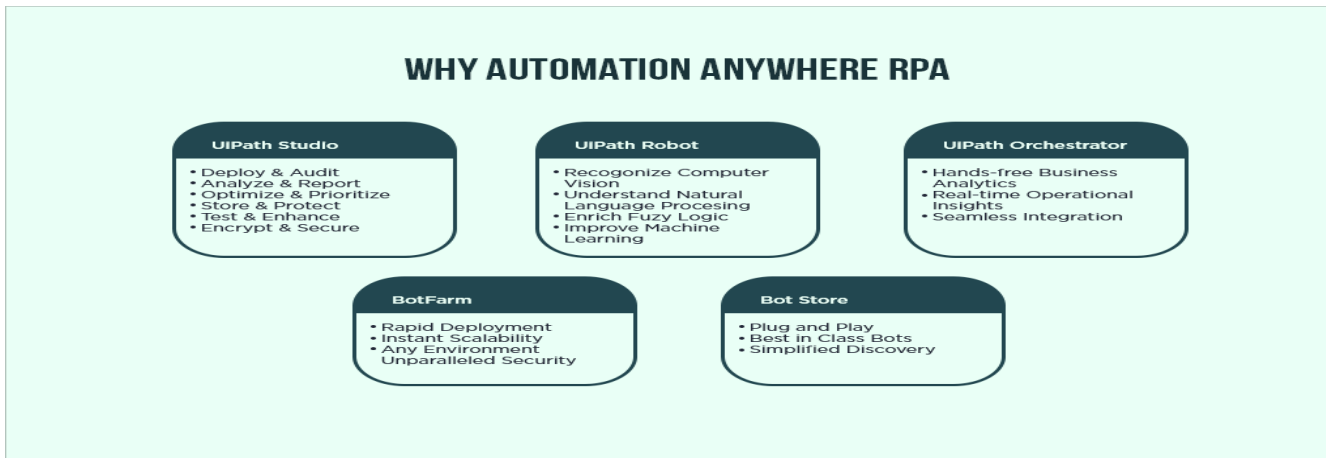 WHY AUTOMATION ANYWHERE RPA
UiPath Studio
• Deploy & Audit
• Analyze & Report
• Optimize & Prioritize
• Store & Protect
• Test & Enhance
• Encrypt & Secure
UiPath Robot
• Recogonize Computer
Vision
• Understand Natural
Language Procesing
• Enrich Fuzy Logic
• Improve Machine
Learning
UiPath Orchestrator
• Hands-free Business
Analytics
• Real-time Operational
Insights
• Seamless Integration
BotFarm
• Rapid Deployment
• Instant Scalability
• Any Environment
Unparalleled Security
Bot Store
• Plug and Play
• Best in Class Bots
• Simplified Discovery